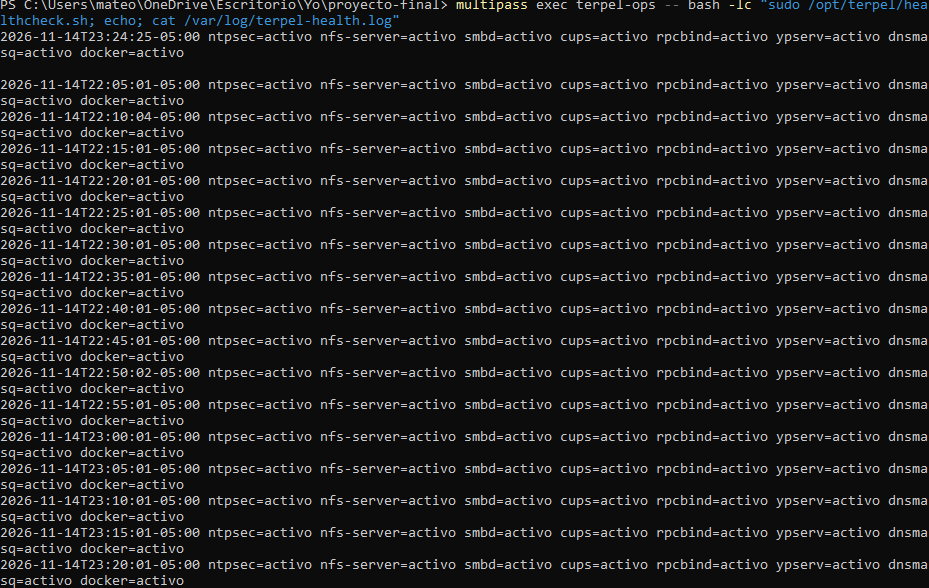 PS C:\Users\mateo\OneDrive\Escritorio\Yo\proyecto-final> multipass exec terpel-ops -- bash -lc "sudo /opt/terpel/hea
lthcheck.sh; echo; cat /var/log/terpel-health.log"
2026-11-14T23:24:25-05:00 ntpsec=activo nfs-server=activo smbd=activo cups=activo rpcbind=activo ypserv=activo dnsma
sq=activo docker=activo
2026-11-14T22:05:01-05:00 ntpsec=activo nfs-server=activo smbd=activo cups=activo rpcbind=activo ypserv=activo dnsma
sq=activo docker=activo
2026-11-14T22:10:04-05:00 ntpsec=activo nfs-server=activo smbd=activo cups=activo rpcbind=activo ypserv=activo dnsma
sq=activo docker=activo
2026-11-14T22:15:01-05:00 ntpsec=activo nfs-server=activo smbd=activo cups=activo rpcbind=activo ypserv=activo dnsma
sq=activo docker=activo
2026-11-14T22:20:01-05:00 ntpsec=activo nfs-server=activo smbd=activo cups=activo rpcbind=activo ypserv=activo dnsma
sq=activo docker=activo
2026-11-14T22:25:01-05:00 ntpsec=activo nfs-server=activo smbd=activo cups=activo rpcbind=activo ypserv=activo dnsma
sq=activo docker=activo
2026-11-14T22:30:01-05:00 ntpsec=activo nfs-server=activo smbd=activo cups=activo rpcbind=activo ypserv=activo dnsma
sq=activo docker=activo
2026-11-14T22:35:01-05:00 ntpsec=activo nfs-server=activo smbd=activo cups=activo rpcbind=activo ypserv=activo dnsma
sq=activo docker=activo
2026-11-14T22:40:01-05:00 ntpsec=activo nfs-server=activo smbd=activo cups=activo rpcbind=activo ypserv=activo dnsma
sq=activo docker=activo
2026-11-14T22:45:01-05:00 ntpsec=activo nfs-server=activo smbd=activo cups=activo rpcbind=activo ypserv=activo dnsma
sq=activo docker=activo
2026-11-14T22:50:02-05:00 ntpsec=activo nfs-server=activo smbd=activo cups=activo rpcbind=activo ypserv=activo dnsma
sq=activo docker=activo
2026-11-14T22:55:01-05:00 ntpsec=activo nfs-server=activo smbd=activo cups=activo rpcbind=activo ypserv=activo dnsma
sq=activo docker=activo
2026-11-14T23:00:01-05:00 ntpsec=activo nfs-server=activo smbd=activo cups=activo rpcbind=activo ypserv=activo dnsma
sq=activo docker=activo
2026-11-14T23:05:01-05:00 ntpsec=activo nfs-server=activo smbd=activo cups=activo rpcbind=activo ypserv=activo dnsma
sq=activo docker=activo
2026-11-14T23:10:01-05:00 ntpsec=activo nfs-server=activo smbd=activo cups=activo rpcbind=activo ypserv=activo dnsma
sq=activo docker=activo
2026-11-14T23:15:01-05:00 ntpsec=activo nfs-server=activo smbd=activo cups=activo rpcbind=activo ypserv=activo dnsma
sq=activo docker=activo
2026-11-14T23:20:01-05:00 ntpsec=activo nfs-server=activo smbd=activo cups=activo rpcbind=activo ypserv=activo dnsma
sq=activo docker=activo